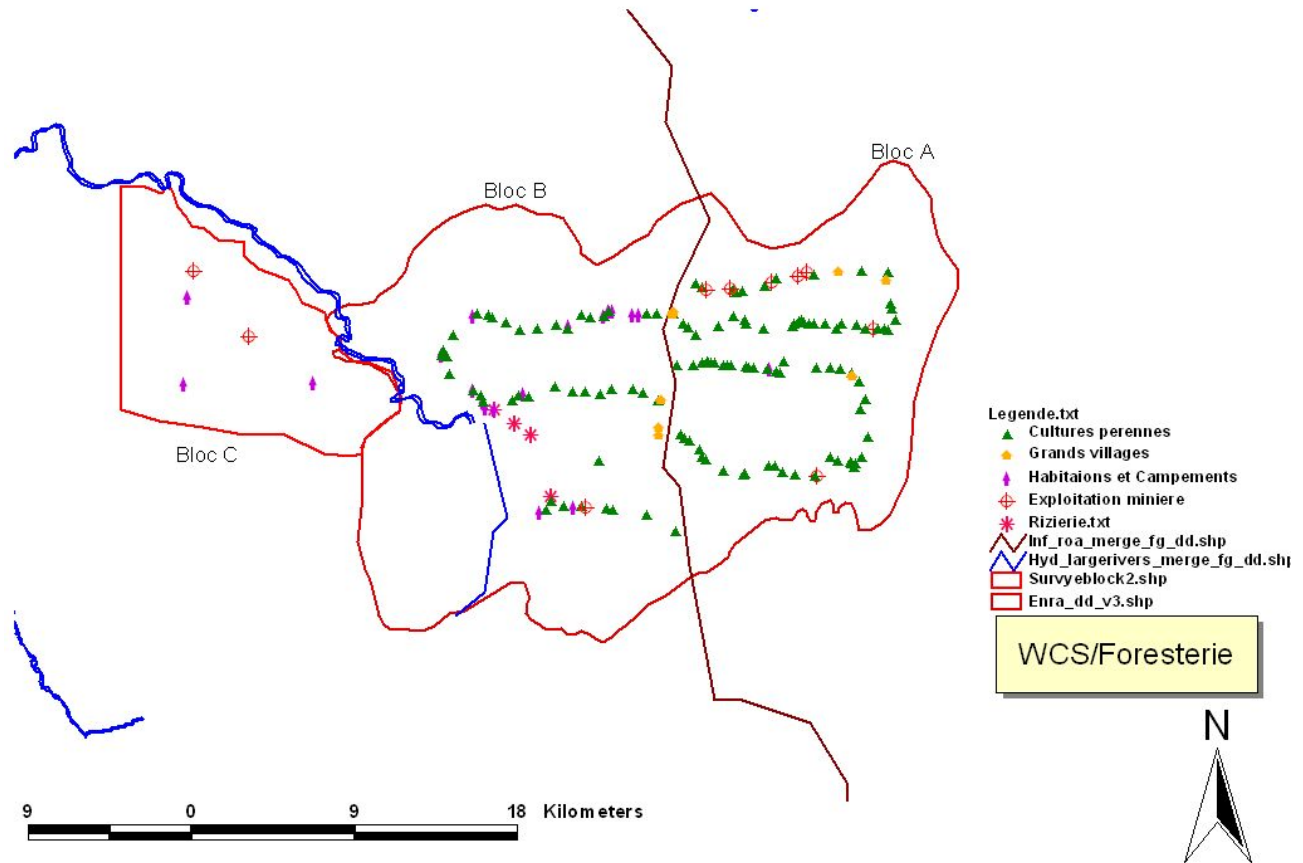 Bloc A
Bloc B
Bloc C
Legende.txt
Cultures perennes
Grands villages
Habitaions et Campements
Exploitation miniere
Rizierie.txt
Inf_roa_merge_fg_dd.shp
Hyd_largerivers_merge_fg_dd.shp
Survyeblock2.shp
Enra_dd_v3.shp
WCS/Foresterie
N
9 0 9 18 Kilometers